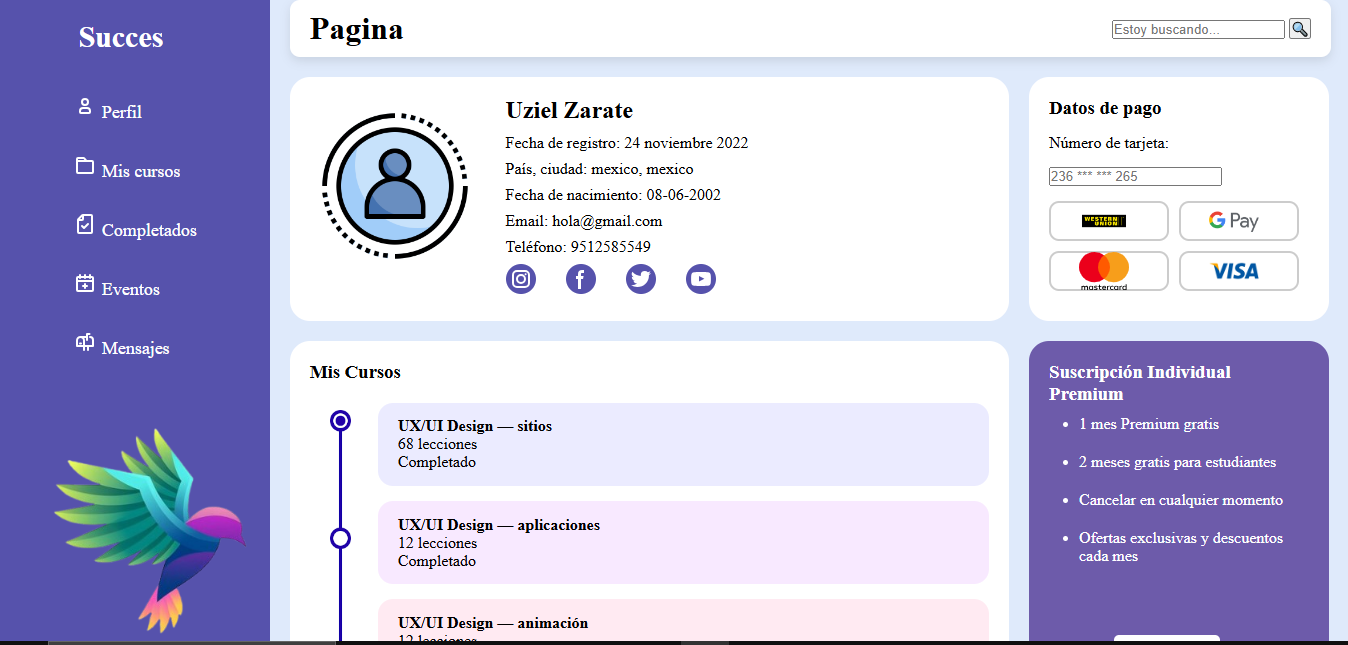 Succes
Perfil
Mis cursos
Completados
Eventos
Mensajes
Pagina
Estoy buscando...
Uziel Zarate
Fecha de registro: 24 noviembre 2022
País, ciudad: mexico, mexico
Fecha de nacimiento: 08-06-2002
Email: hola@gmail.com
Teléfono: 9512585549
Datos de pago
Número de tarjeta:
236 *** *** 265
WESTERN
UNION
G Pay
mastercard
VISA
Mis Cursos
UX/UI Design — sitios
68 lecciones
Completado
UX/UI Design — aplicaciones
12 lecciones
Completado
UX/UI Design — animación
12 lecciones
Suscripción Individual
Premium
1 mes Premium gratis
2 meses gratis para estudiantes
Cancelar en cualquier momento
Ofertas exclusivas y descuentos
cada mes